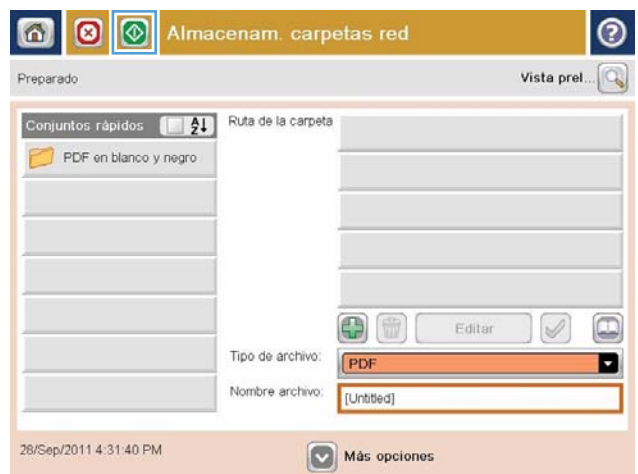 Almacenam. carpetas red
Preparado
Vista prel...
Conjuntos rápidos
Ruta de la carpeta
PDF en blanco y negro
Editar
Tipo de archivo:
PDF
Nombre archivo:
[Untitled]
28/Sep/2011 4:31:40 PM
Más opciones